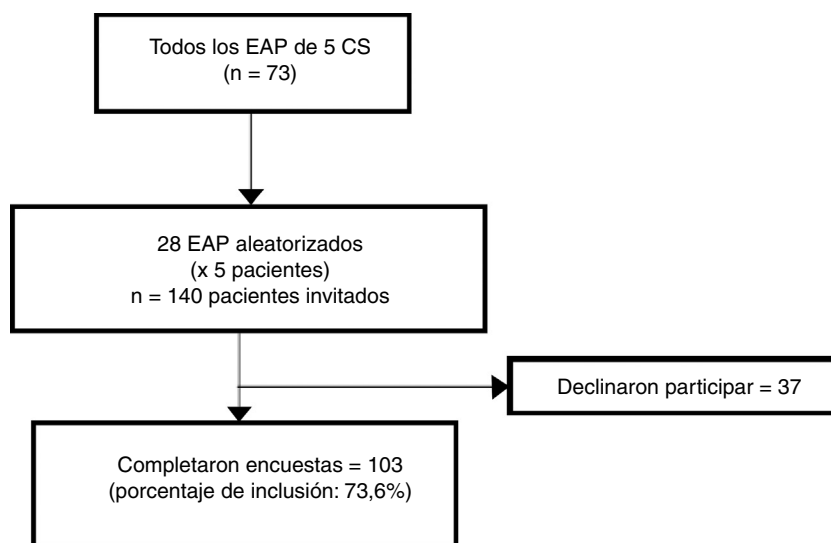 Todos los EAP de 5 CS
(n = 73)
28 EAP aleatorizados
(x 5 pacientes)
n = 140 pacientes invitados
Declinaron participar = 37
Completaron encuestas = 103
(porcentaje de inclusión: 73,6%)